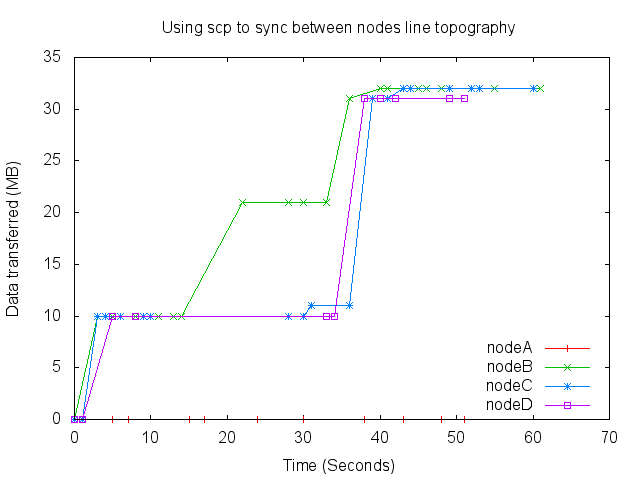 Using scp to sync between nodes line topography
Data transferred (MB)
35
30
25
20
15
10
5
0
0 10 20 30 40 50 60 70
Time (Seconds)
nodeA
nodeB
nodeC
nodeD